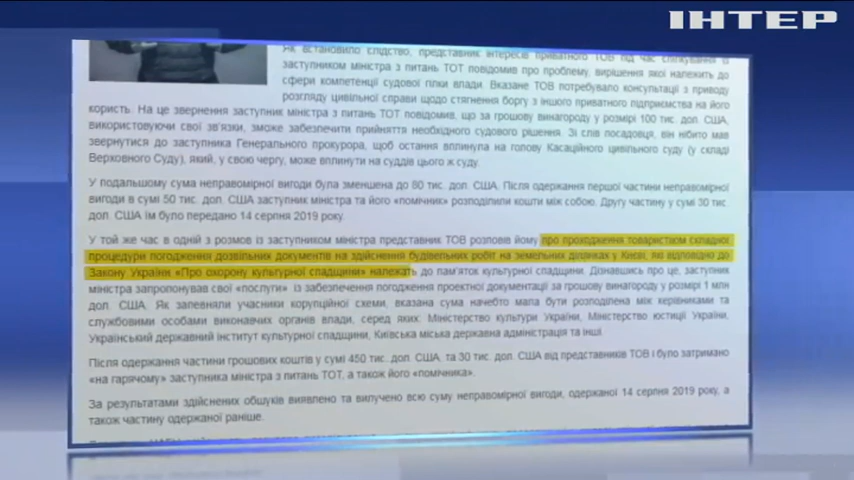 ІНТЕР
Як встановило слідство, представник інтересів приватного ТОВ під час спілкування із
заступником міністра з питань ТОТ повідомив про проблему, вирішення якої належить до
сфери компетенції судової гілки влади. Вказане ТОВ потребувало консультації з приводу
розгляду цивільної справи щодо стягнення боргу з іншого приватного підприємства на його
користь. На це звернення заступник міністра з питань ТОТ повідомив, що за грошову винагороду у розмірі 100 тис. дол. США,
використовуючи свої зв'язки, зможе забезпечити прийняття необхідного судового рішення. Зі слів посадовця, він нібито мав
звернутися до заступника Генерального прокурора, щоб останн вплинула на голову Касаційного цивільного суду (у складі
Верховного Суду), який, у свою чергу, може вплинути на суддів цього ж суду.
У подальшому сума неправомірної вигоди була зменшена до 80 тис. дол. США. Після одержання першої частини неправомірної
вигоди в сумі 50 тис. дол. США заступник міністра та його «помічник» розподілили кошти між собою. Другу частину у сумі 30 тис.
дол. США їм було передано 14 серпня 2019 року.
У той же час в одній з розмов із заступником міністра представник ТОВ розповів йому про проходження товариством складної
процедури погодження дозвільних документів на здійснення будівельних робіт на земельних ділянках у Києві, які відповідно до
Закону України «Про охорону культурної спадщини» належать до пам'яток культурної спадщини. Дізнавшись про це, заступник
міністра запропонував свої «послуги» із забезпечення погодження проектної документації за грошову винагороду у розмірі 1 млн
дол. США. Як запевняли учасники корупційної схеми, вказана сума начебто мала бути розподілена між керівниками та
службовими особами виконавчих органів влади, серед яких: Міністерство культури України, Міністерство юстиції України,
Український державний інститут культурної спадщини, Київська міська державна адміністрація та інші.
Після одержання частини грошових коштів у сумі 450 тис. дол. США, та 30 тис. дол. США від представників ТОВ і було затримано
«на гарячому» заступника міністра з питань ТОТ, а також його «помічника».
За результатами здійснених обшуків виявлено та вилучено всю суму неправомірної вигоди, одержаної 14 серпня 2019 року, а
також частину одержаної раніше.